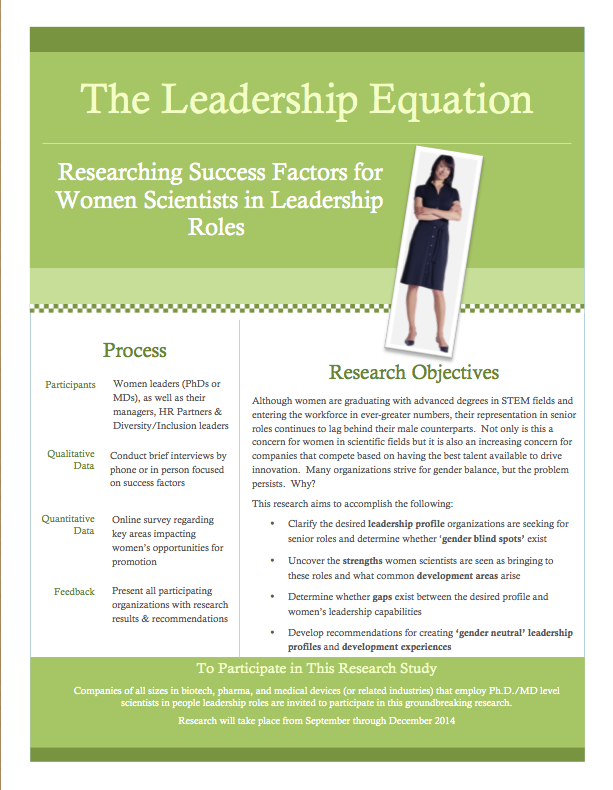 The Leadership Equation
Researching Success Factors for
Women Scientists in Leadership
Roles
Process
Participants
Women leaders (PhDs or
MDs), as well as their
managers, HR Partners &
Diversity/Inclusion leaders
Qualitative
Data
Conduct brief interviews by
phone or in person focused
on success factors
Quantitative
Data
Online survey regarding
key areas impacting
women's opportunities for
promotion
Feedback
Present all participating
organizations with research
results & recommendations
Research Objectives
Although women are graduating with advanced degrees in STEM fields and
entering the workforce in ever-greater numbers, their representation in senior
roles continues to lag behind their male counterparts.  Not only is this a
concern for women in scientific fields but it is also an increasing concern for
companies that compete based on having the best talent available to drive
innovation.  Many organizations strive for gender balance, but the problem
persists.  Why?
This research aims to accomplish the following:
• Clarify the desired leadership profile organizations are seeking for
senior roles and determine whether 'gender blind spots' exist
• Uncover the strengths women scientists are seen as bringing to
these roles and what common development areas arise
• Determine whether gaps exist between the desired profile and
women's leadership capabilities
• Develop recommendations for creating 'gender neutral' leadership
profiles and development experiences
To Participate in This Research Study
Companies of all sizes in biotech, pharma, and medical devices (or related industries) that employ Ph.D./MD level
scientists in people leadership roles are invited to participate in this groundbreaking research.
Research will take place from September through December 2014